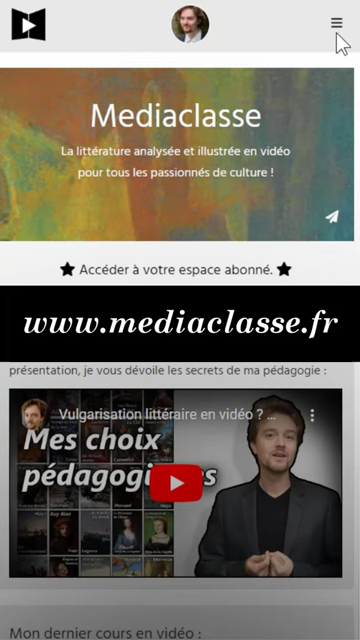 Mediaclasse
La littérature analysée et illustrée en vidéo
pour tous les passionnés de culture !
★ Accéder à votre espace abonné. ★
www.mediaclasse.fr
présentation, je vous dévoile les secrets de ma pédagogie :
Vulgarisation littéraire en vidéo ? ...
Mes choix
pédagogiques
Mon dernier cours en vidéo :